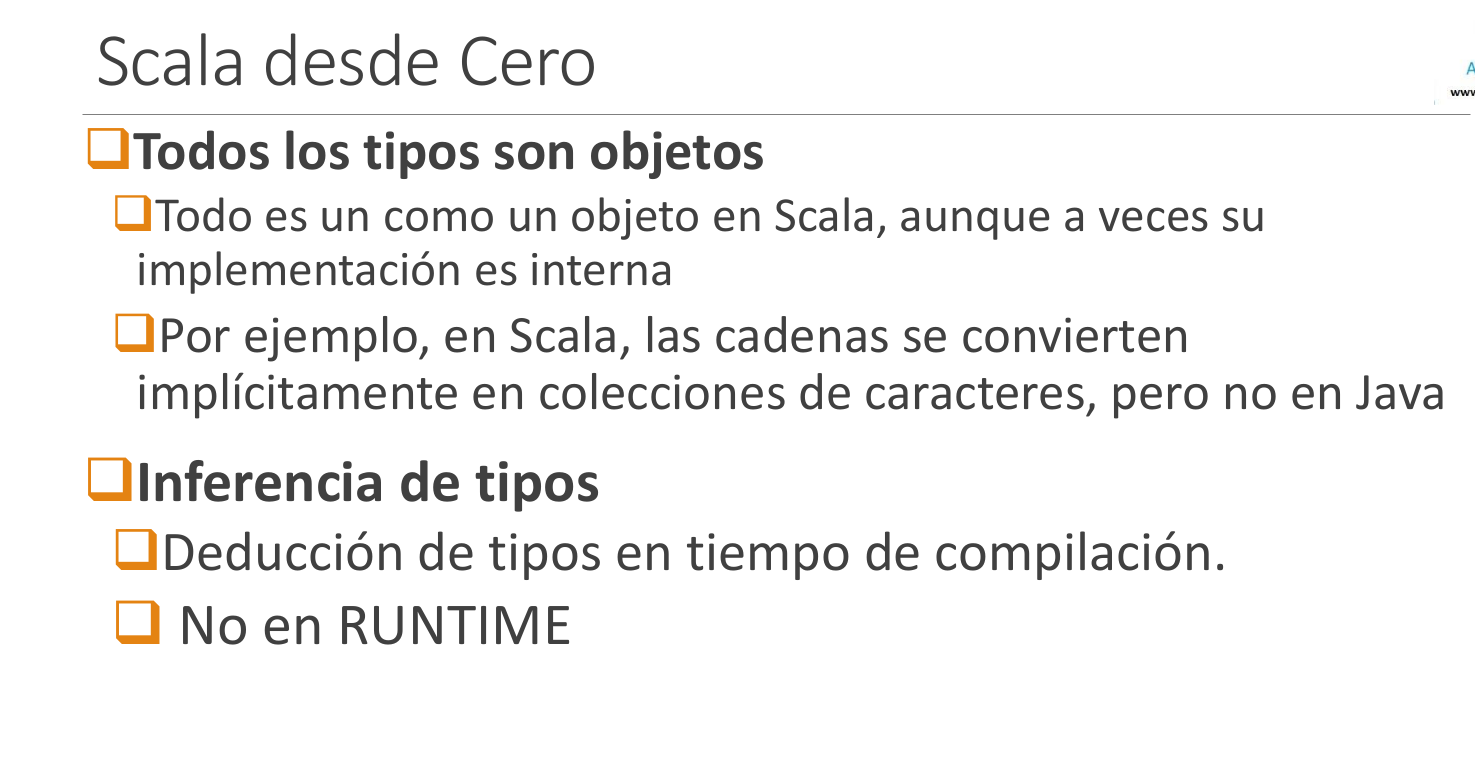 Scala desde Cero
A
www
Todos los tipos son objetos
Todo es un como un objeto en Scala, aunque a veces su
implementación es interna
Por ejemplo, en Scala, las cadenas se convierten
implícitamente en colecciones de caracteres, pero no en Java
Inferencia de tipos
Deducción de tipos en tiempo de compilación.
No en RUNTIME